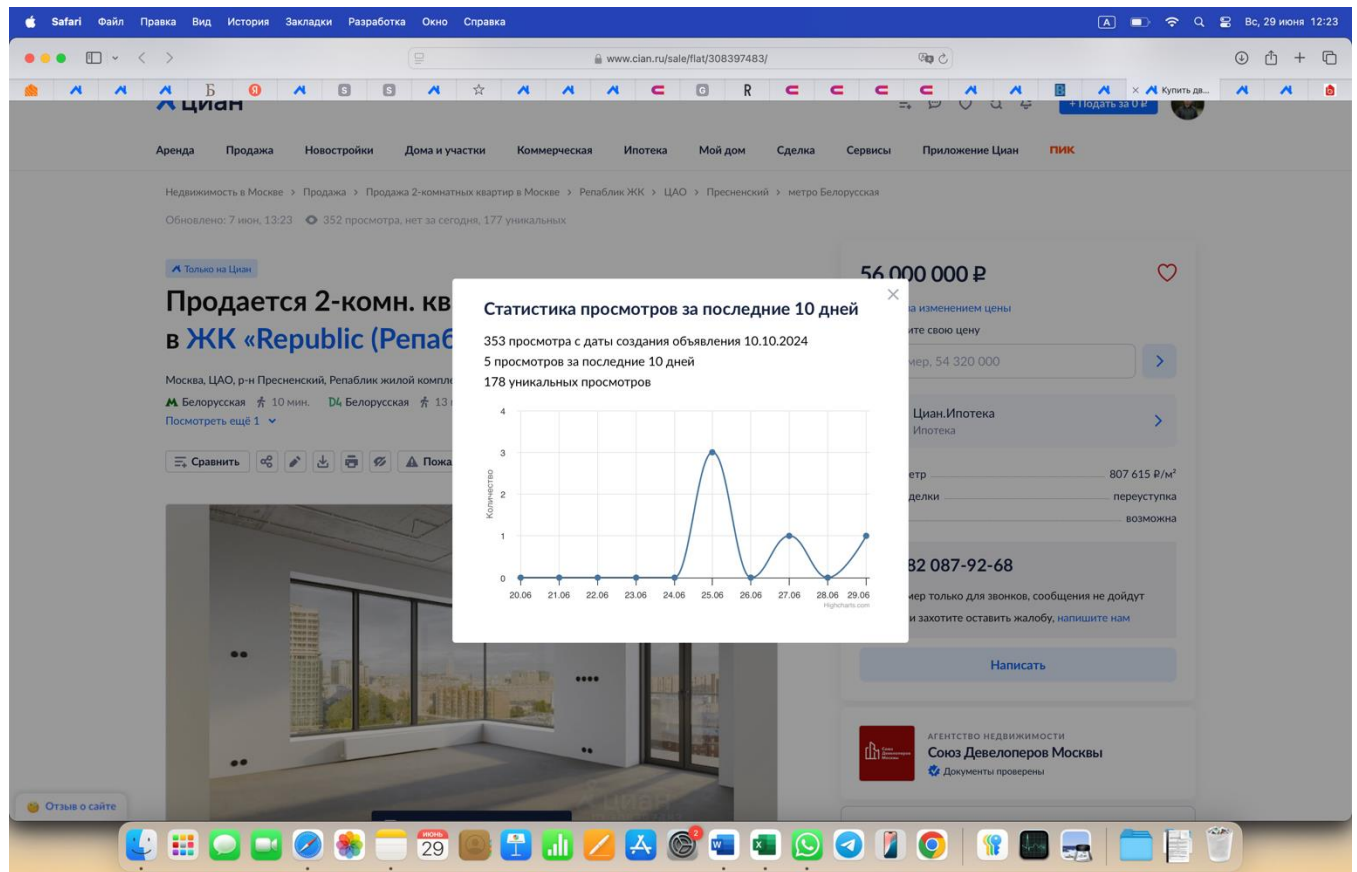 Safari Файл Правка Вид История Закладки Разработка Окно Справка
A
Вс, 29 июня 12:23
www.cian.ru/sale/flat/308397483/
Купить дв...
циан
+ Подать за 0 ₽
Аренда Продажа Новостройки Дома и участки Коммерческая Ипотека Мой дом Сделка Сервисы Приложение Циан ПИК
Недвижимость в Москве > Продажа > Продажа 2-комнатных квартир в Москве > Репаблик ЖК > ЦАО > Пресненский > метро Белорусская
Обновлено: 7 июн, 13:23 352 просмотра, нет за сегодня, 177 уникальных
Только на Циан
Продается 2-комн. кв
в ЖК «Republic (Репаб
Москва, ЦАО, р-н Пресненский, Репаблик жилой компле
Белорусская 10 мин. D4 Белорусская 13
Посмотреть ещё 1
Сравнить
Пожа
Статистика просмотров за последние 10 дней
353 просмотра с даты создания объявления 10.10.2024
5 просмотров за последние 10 дней
178 уникальных просмотров
Количество
4
3
2
1
0
20.06 21.06 22.06 23.06 24.06 25.06 26.06 27.06 28.06 29.06
Highcharts.com
56 000 000 ₽
за изменением цены
ите свою цену
мер, 54 320 000
Циан.Ипотека
Ипотека
етр 807 615 ₽/м²
делки переуступка
возможна
82 087-92-68
мер только для звонков, сообщения не дойдут
и захотите оставить жалобу, напишите нам
Написать
АГЕНТСТВО НЕДВИЖИМОСТИ
Союз Девелоперов Москвы
Документы проверены
циан
Отзыв о сайте
ИЮНЬ
29
2